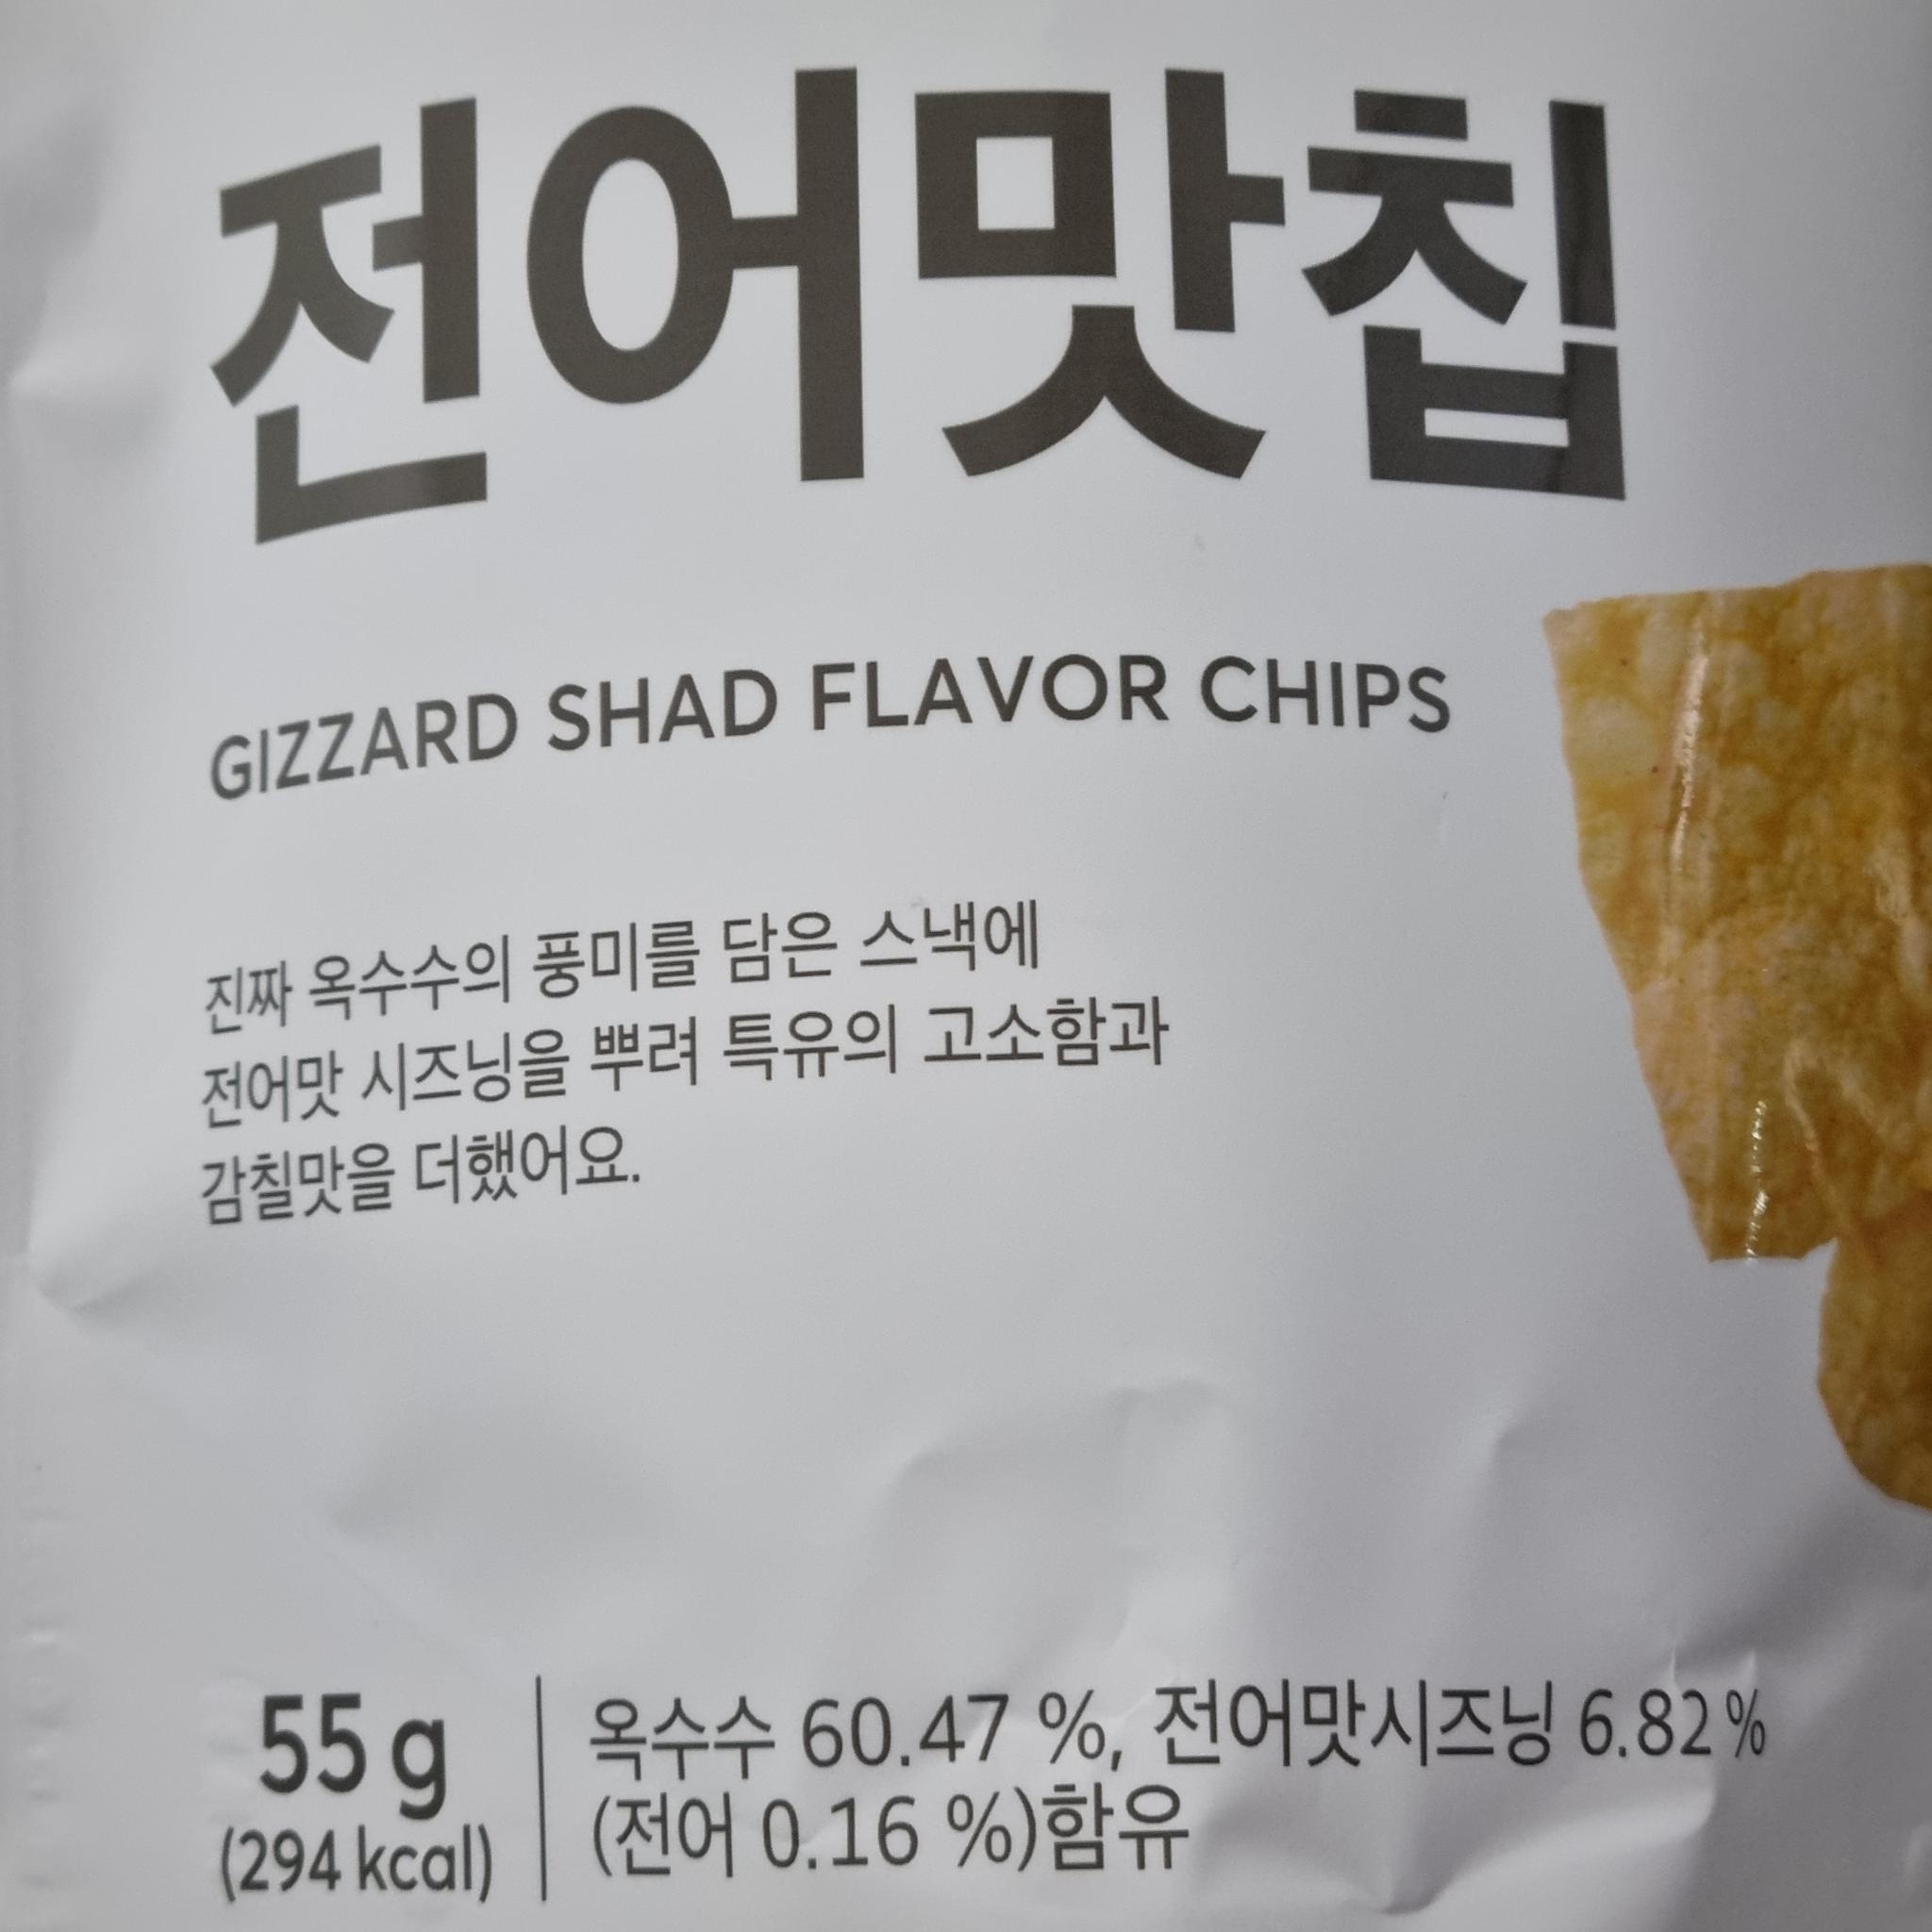 전어맛칩
GIZZARD SHAD FLAVOR CHIPS
진짜 옥수수의 풍미를 담은 스낵에
전어맛 시즈닝을 뿌려 특유의 고소함과
감칠맛을 더했어요.
55 g
(294 kcal)
옥수수 60.47 %, 전어맛시즈닝 6.82%
(전어 0.16 %)함유